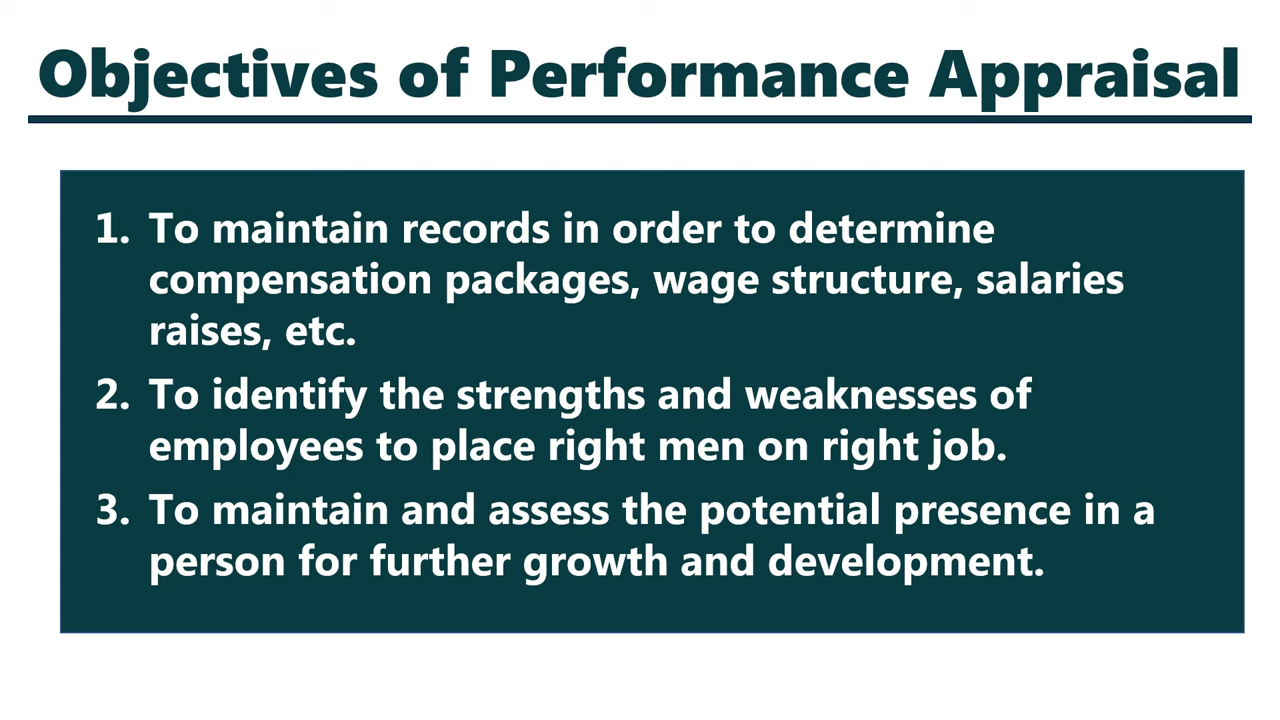 Objectives of Performance Appraisal
1. To maintain records in order to determine
compensation packages, wage structure, salaries
raises, etc.
2. To identify the strengths and weaknesses of
employees to place right men on right job.
3. To maintain and assess the potential presence in a
person for further growth and development.